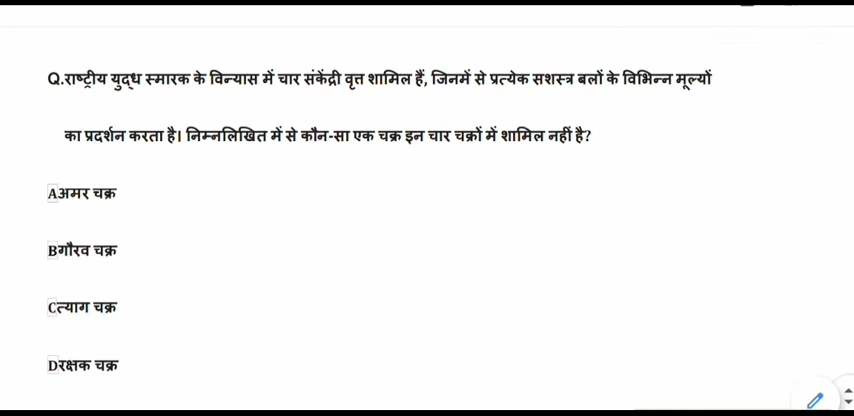 Q.राष्ट्रीय युद्ध स्मारक के विन्यास में चार संकेंद्री वृत्त शामिल हैं, जिनमें से प्रत्येक सशस्त्र बलों के विभिन्न मूल्यों
का प्रदर्शन करता है। निम्नलिखित में से कौन-सा एक चक्र इन चार चक्रों में शामिल नहीं है?
Aअमर चक्र
Bगौरव चक्र
Cत्याग चक्र
Dरक्षक चक्र